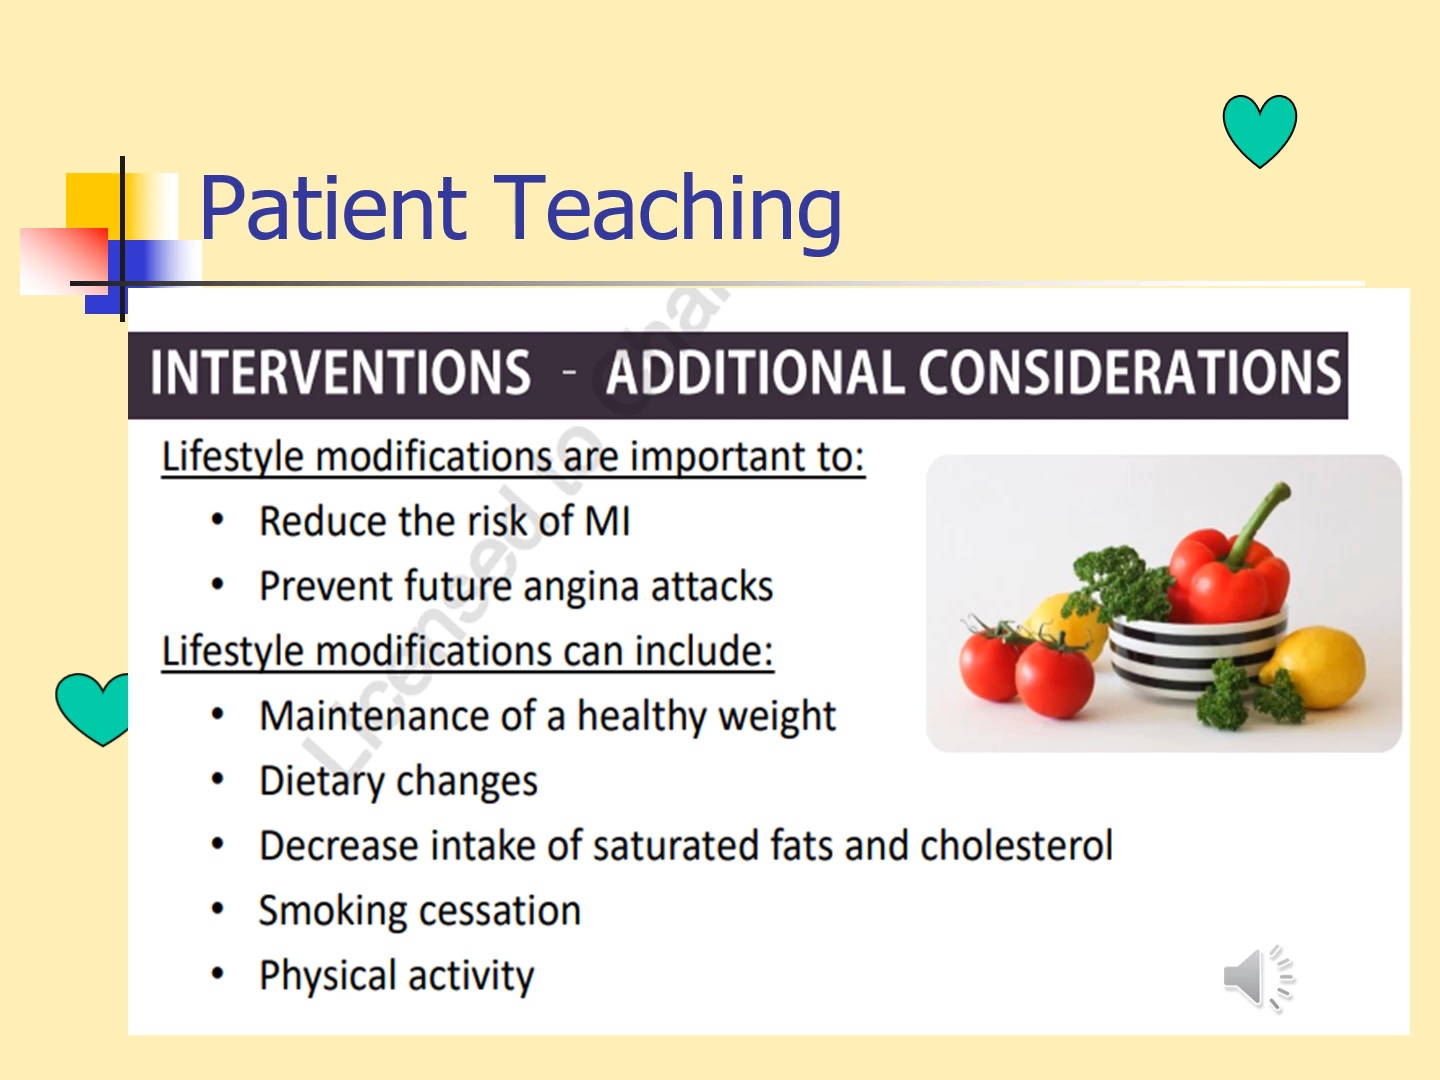 Patient Teaching
INTERVENTIONS - ADDITIONAL CONSIDERATIONS
Lifestyle modifications are important to:
• Reduce the risk of MI
• Prevent future angina attacks
Lifestyle modifications can include:
• Maintenance of a healthy weight
• Dietary changes
• Decrease intake of saturated fats and cholesterol
• Smoking cessation
• Physical activity
Licensed to